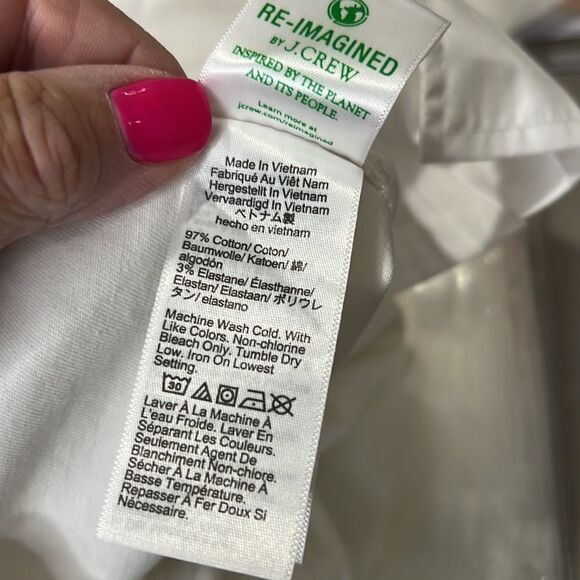 RE-IMAGINED
BY J.CREW
INSPIRED BY THE PLANET
AND ITS PEOPLE.
Learn more at
jcrew.com/reimagined
Made In Vietnam
Fabriqué Au Viêt Nam
Hergestellt In Vietnam
Vervaardigd In Vietnam
ベトナム製
hecho en vietnam
97% Cotton/ Coton/
Baumwolle/ Katoen/ 綿/
algodón
3% Elastane/ Élasthanne/
Elastan/ Elastaan/ ポリウレ
タン/ elastano
Machine Wash Cold. With
Like Colors. Non-chlorine
Bleach Only. Tumble Dry
Low. Iron On Lowest
Setting.
30
Laver À La Machine À
L'eau Froide. Laver En
Séparant Les Couleurs.
Seulement Agent De
Blanchiment Non-chlore.
Sécher À La Machine À
Basse Température.
Repasser À Fer Doux Si
Nécessaire.